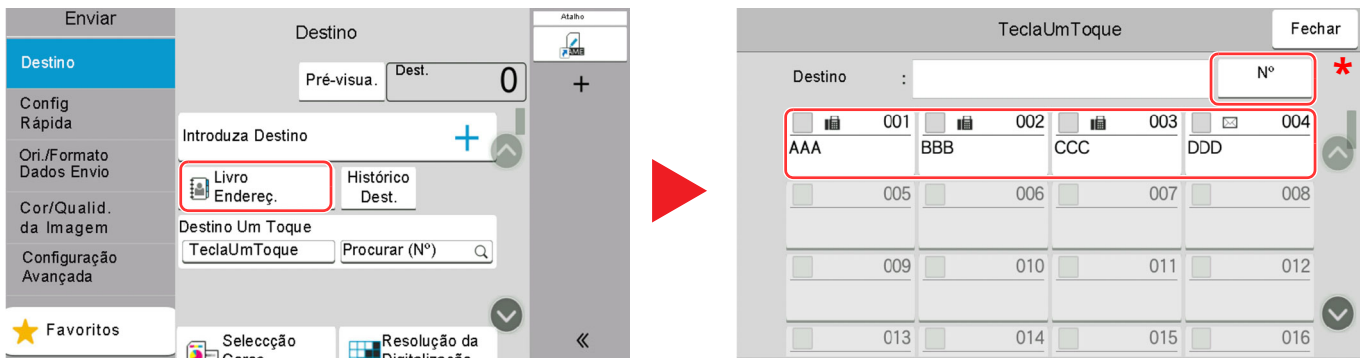 Enviar
Destino
Config
Rápida
Ori./Formato
Dados Envio
Cor/Qualid.
da Imagem
Configuração
Avançada
Favoritos
Destino
Pré-visua.
Dest.
0
Introduza Destino
Livro
Endereç.
Histórico
Dest.
Destino Um Toque
TeclaUmToque
Procurar (Nº)
Selecção
Resolução da
Atalho
+
«
TeclaUmToque
Fechar
Destino :
Nº
*
001 002 003 004
AAA BBB CCC DDD
005 006 007 008
009 010 011 012
013 014 015 016